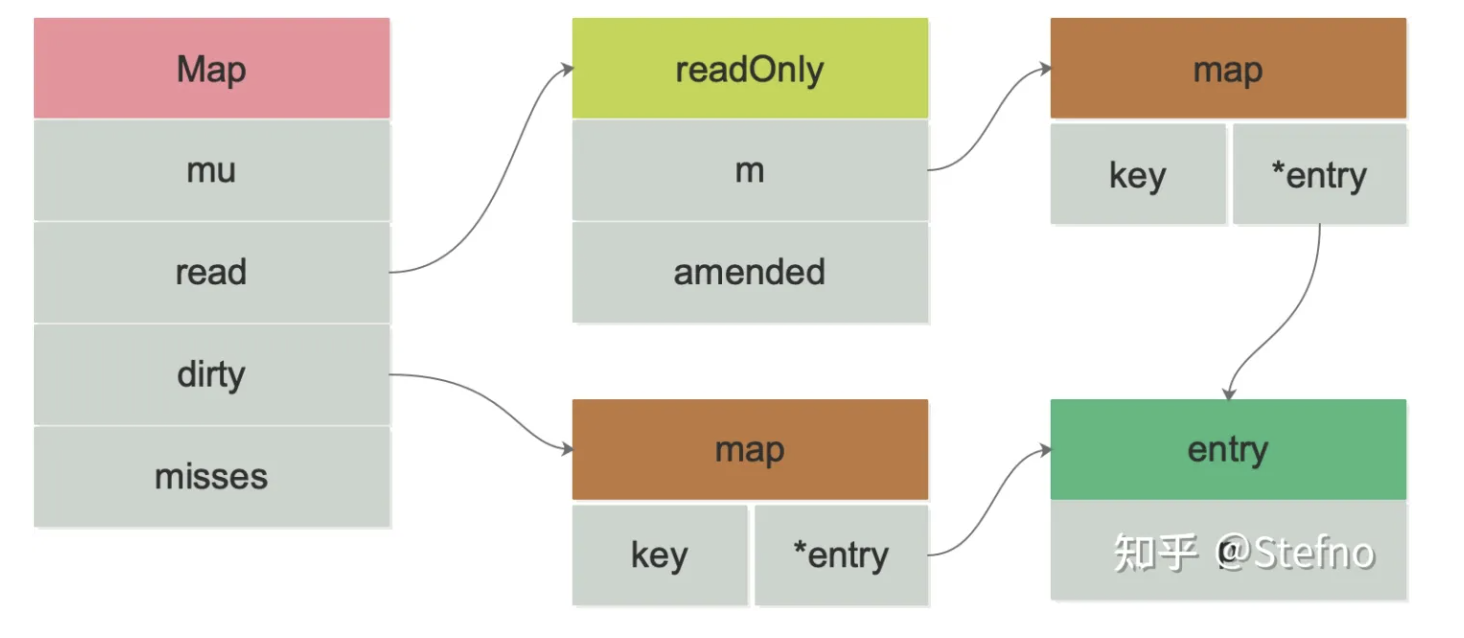 Map
mu
read
dirty
misses
readOnly
m
amended
map
key
*entry
map
key
*entry
entry
p
知乎 @Stefno